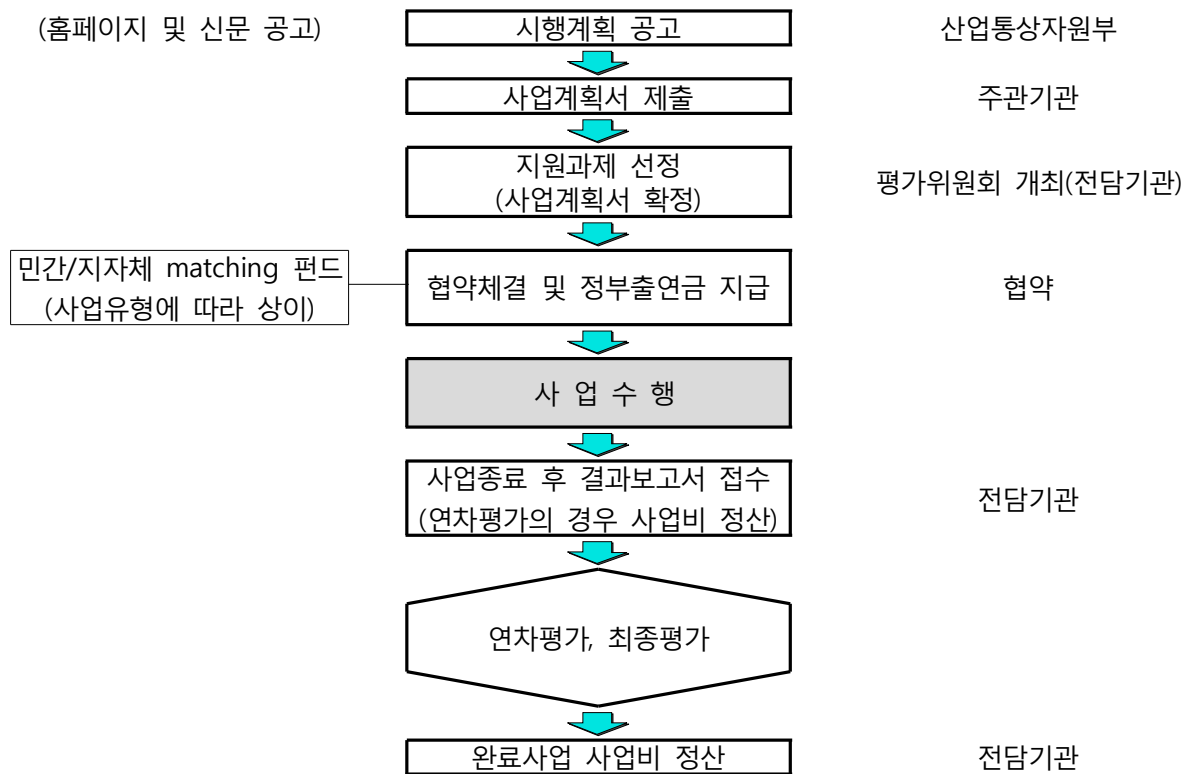 (홈페이지 및 신문 공고) 시행계획 공고 산업통상자원부
사업계획서 제출 주관기관
지원과제 선정
(사업계획서 확정)
평가위원회 개최(전담기관)
민간/지자체 matching 펀드
(사업유형에 따라 상이)
협약체결 및 정부출연금 지급 협약
사 업 수 행
사업종료 후 결과보고서 접수
(연차평가의 경우 사업비 정산)
전담기관
연차평가, 최종평가
완료사업 사업비 정산 전담기관